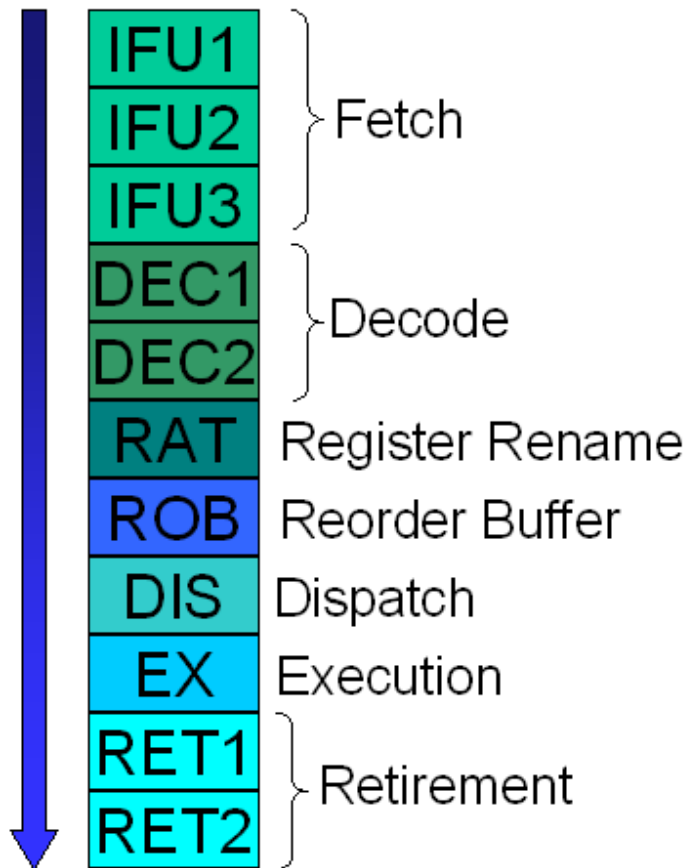 IFU1
IFU2
IFU3
Fetch
DEC1
DEC2
Decode
RAT Register Rename
ROB Reorder Buffer
DIS Dispatch
EX Execution
RET1
RET2
Retirement